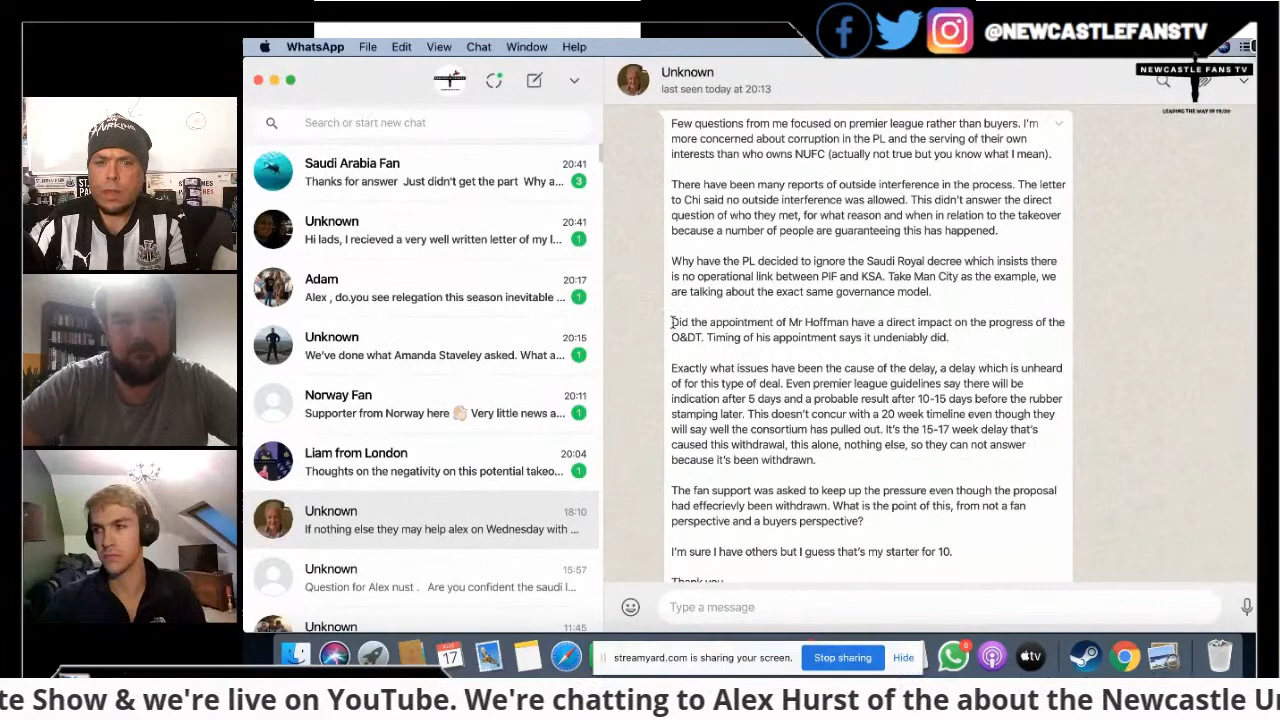 @NEWCASTLEFANSTV
NEWCASTLE FANS TV
LEADING THE WAY IN 19/20
WhatsApp File Edit View Chat Window Help
Search or start new chat
Saudi Arabia Fan 20:41
Thanks for answer Just didn't get the part Why a... 3
Unknown 20:41
Hi lads, I recieved a very well written letter of my l... 1
Adam 20:17
Alex , do.you see relegation this season inevitable ... 1
Unknown 20:15
We've done what Amanda Staveley asked. What a... 1
Norway Fan 20:11
Supporter from Norway here 👏🏻 Very little news a... 1
Liam from London 20:04
Thoughts on the negativity on this potential takeo... 1
Unknown 18:10
If nothing else they may help alex on Wednesday with ...
Unknown 15:57
Question for Alex nust . Are you confident the saudi l...
Unknown 11:45
Unknown
last seen today at 20:13
Few questions from me focused on premier league rather than buyers. I'm
more concerned about corruption in the PL and the serving of their own
interests than who owns NUFC (actually not true but you know what I mean).
There have been many reports of outside interference in the process. The letter
to Chi said no outside interference was allowed. This didn't answer the direct
question of who they met, for what reason and when in relation to the takeover
because a number of people are guaranteeing this has happened.
Why have the PL decided to ignore the Saudi Royal decree which insists there
is no operational link between PIF and KSA. Take Man City as the example, we
are talking about the exact same governance model.
Did the appointment of Mr Hoffman have a direct impact on the progress of the
O&DT. Timing of his appointment says it undeniably did.
Exactly what issues have been the cause of the delay, a delay which is unheard
of for this type of deal. Even premier league guidelines say there will be
indication after 5 days and a probable result after 10-15 days before the rubber
stamping later. This doesn't concur with a 20 week timeline even though they
will say well the consortium has pulled out. It's the 15-17 week delay that's
caused this withdrawal, this alone, nothing else, so they can not answer
because it's been withdrawn.
The fan support was asked to keep up the pressure even though the proposal
had effecrievly been withdrawn. What is the point of this, from not a fan
perspective and a buyers perspective?
I'm sure I have others but I guess that's my starter for 10.
Thank you
Type a message
AUG
17
streamyard.com is sharing your screen. Stop sharing Hide
tv
te Show & we're live on YouTube. We're chatting to Alex Hurst of the about the Newcastle U